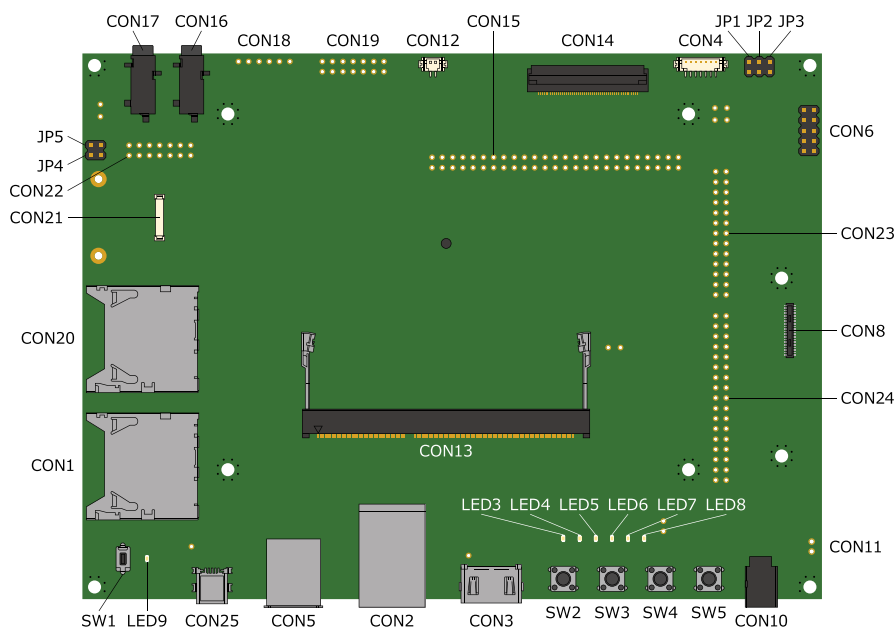 CON17 CON16 CON15 JP1 JP2 JP3
CON18 CON19 CON12 CON14 CON4
CON6
JP5
JP4
CON22
CON21
CON23
CON20
CON8
CON24
CON13
CON1
LED3 LED4 LED5 LED6 LED7 LED8
CON11
SW1 LED9 CON25 CON5 CON2 CON3 SW2 SW3 SW4 SW5 CON10